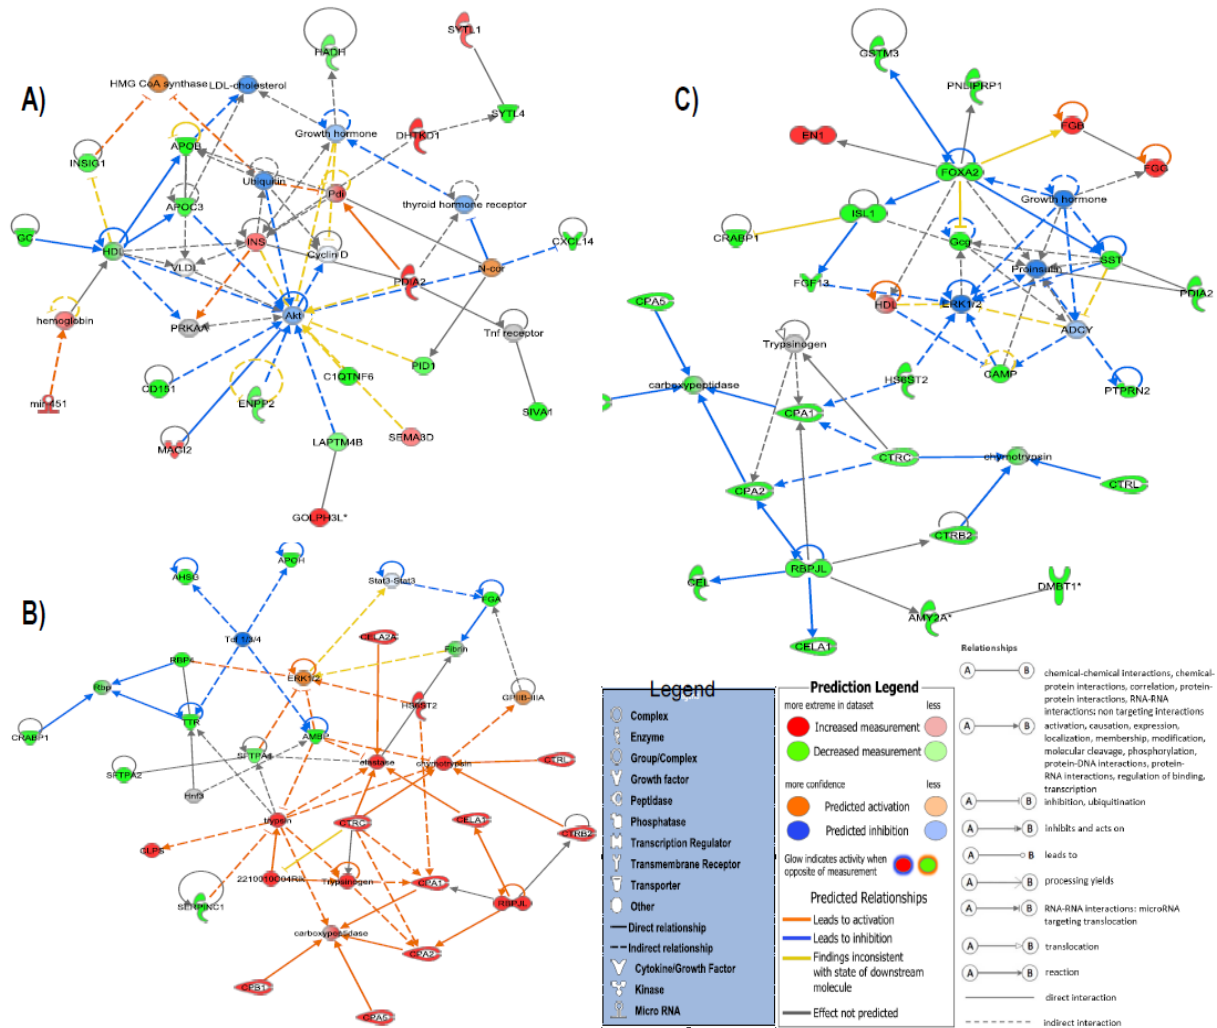 A)
HADH
SYTL1
HMG CoA synthase
LDL-cholesterol
SYTL4
Growth hormone
DHTKD1
INSIG1
APOB
Ubiquitin
Pdi
thyroid hormone receptor
APOC3
GC
HDL
VLDL
INS
Cyclin D
CXCL14
N-cor
PDIA2
hemoglobin
PRKAA
Akt
Tnf receptor
mir-451
CD151
C1QTNF6
PID1
ENPP2
SIVA1
MAGI2
LAPTM4B
SEMA3D
GOLPH3L*
B)
AHSG
APOH
Stat3-Stat3
FGA
Tcf 1/3/4
CELA2A
Fibrin
RBP4
Rbp
ERK1/2
GPIIB-IIIA
HS6ST2
TTR
CRABP1
AMBP
SFTPA1
elastase
chymotrypsin
CTRL
SFTPA2
Hnf3
trypsin
CTRC
CELA1
CTRB2
CLPS
2210010C04Rik
Trypsinogen
CPA1
SERPINC1
RBPJL
carboxypeptidase
CPA2
CPB1
CPA5
C)
GSTM3
PNLIPRP1
EN1
FGB
FOXA2
FGG
ISL1
Growth hormone
CRABP1
Gcg
SST
Proinsulin
FGF13
HDL
ERK1/2
PDIA2
ADCY
CPA5
Trypsinogen
carboxypeptidase
HS6ST2
CAMP
PTPRN2
CPA1
CTRC
chymotrypsin
CPA2
CTRL
CTRB2
RBPJL
CEL
DMBT1*
AMY2A*
CELA1
Legend
Complex
Enzyme
Group/Complex
Growth factor
Peptidase
Phosphatase
Transcription Regulator
Transmembrane Receptor
Transporter
Other
Direct relationship
Indirect relationship
Cytokine/Growth Factor
Kinase
Micro RNA
Prediction Legend
more extreme in dataset less
Increased measurement
Decreased measurement
more confidence less
Predicted activation
Predicted inhibition
Glow indicates activity when
opposite of measurement
Predicted Relationships
Leads to activation
Leads to inhibition
Findings inconsistent
with state of downstream
molecule
Effect not predicted
Relationships
A B chemical-chemical interactions, chemical-
protein interactions, correlation, protein-
protein interactions, RNA-RNA
interactions; non targeting interactions
A B activation, causation, expression,
localization, membership, modification,
molecular cleavage, phosphorylation,
protein-DNA interactions, protein-
RNA interactions, regulation of binding,
transcription
A B inhibition, ubiquitination
A B inhibits and acts on
A B leads to
A B processing yields
A B RNA-RNA interactions: microRNA
targeting translocation
A B translocation
A B reaction
direct interaction
indirect interaction